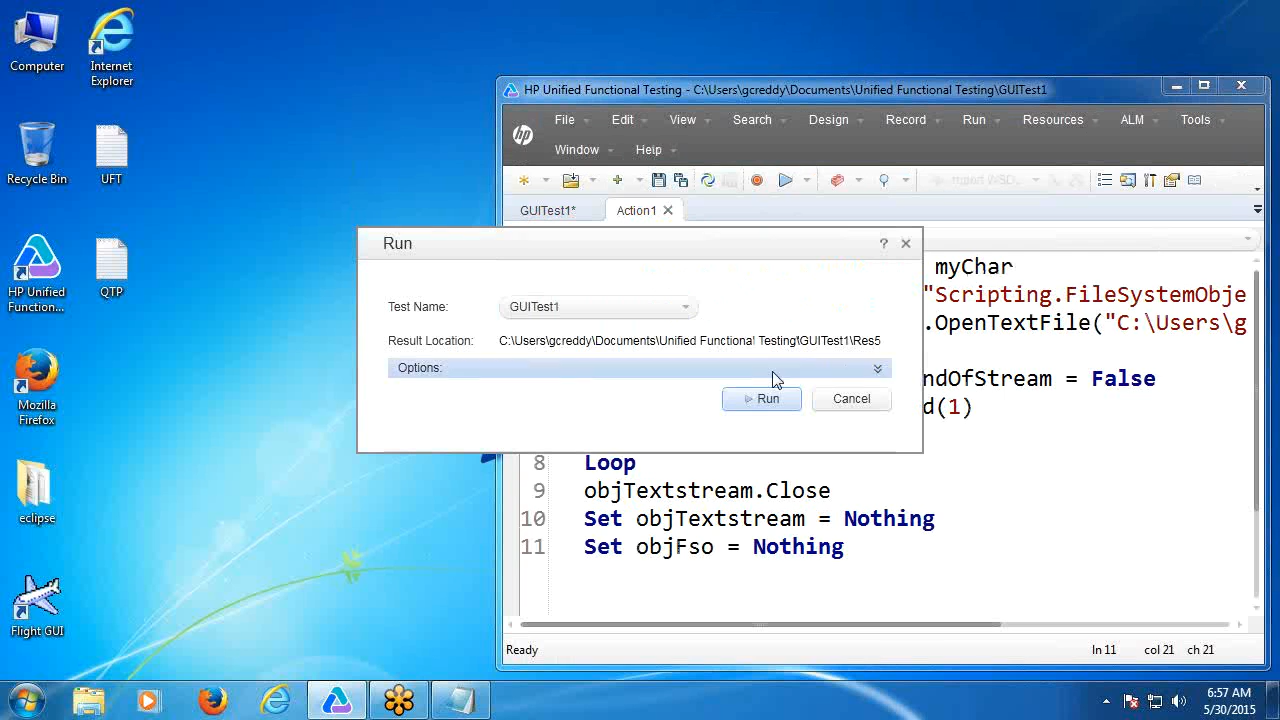 Computer
Internet
Explorer
Recycle Bin
UFT
HP Unified
Function...
QTP
Mozilla
Firefox
eclipse
Flight GUI
HP Unified Functional Testing - C:\Users\gcreddy\Documents\Unified Functional Testing\GUITest1
hp
File Edit View Search Design Record Run Resources ALM Tools
Window Help
Import WSD...
GUITest1* Action1
Run
?
Test Name: GUITest1
Result Location: C:\Users\gcreddy\Documents\Unified Functional Testing\GUITest1\Res5
Options:
Run Cancel
myChar
"Scripting.FileSystemObje
.OpenTextFile("C:\Users\g
ndOfStream = False
d(1)
8 Loop
9 objTextstream.Close
10 Set objTextstream = Nothing
11 Set objFso = Nothing
Ready ln 11 col 21 ch 21
6:57 AM
5/30/2015